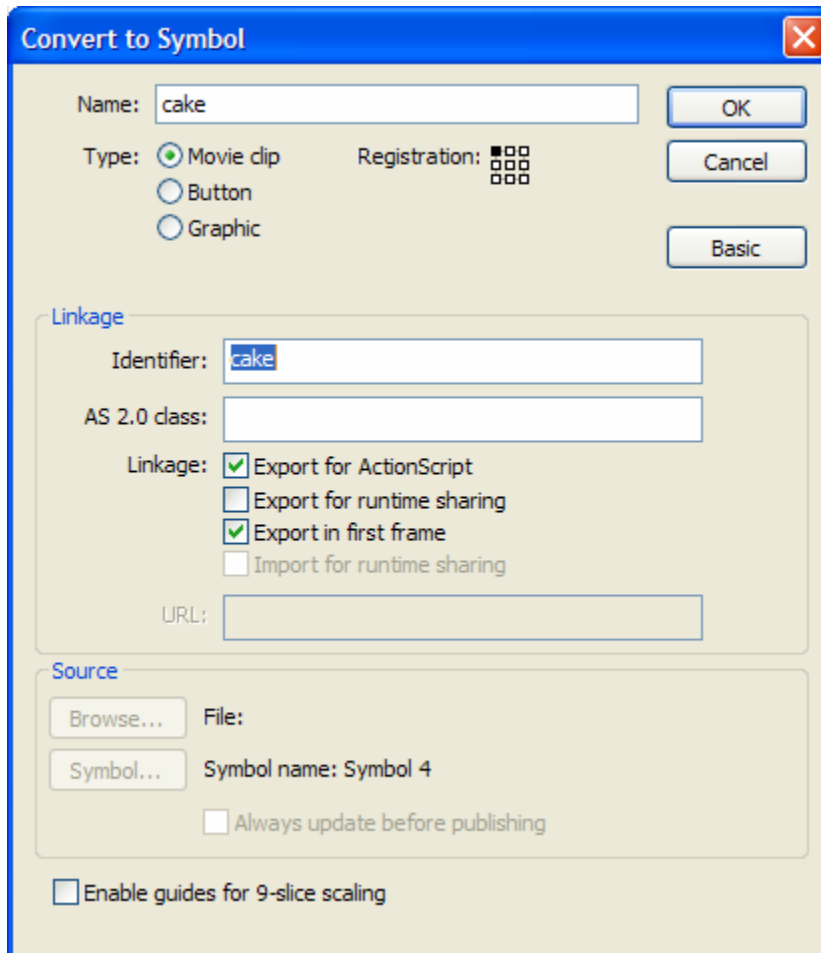 Convert to Symbol
Name: cake
OK
Type: Movie clip
Registration:
Cancel
Button
Graphic
Basic
Linkage
Identifier: cake
AS 2.0 class:
Linkage: Export for ActionScript
Export for runtime sharing
Export in first frame
Import for runtime sharing
URL:
Source
Browse... File:
Symbol... Symbol name: Symbol 4
Always update before publishing
Enable guides for 9-slice scaling